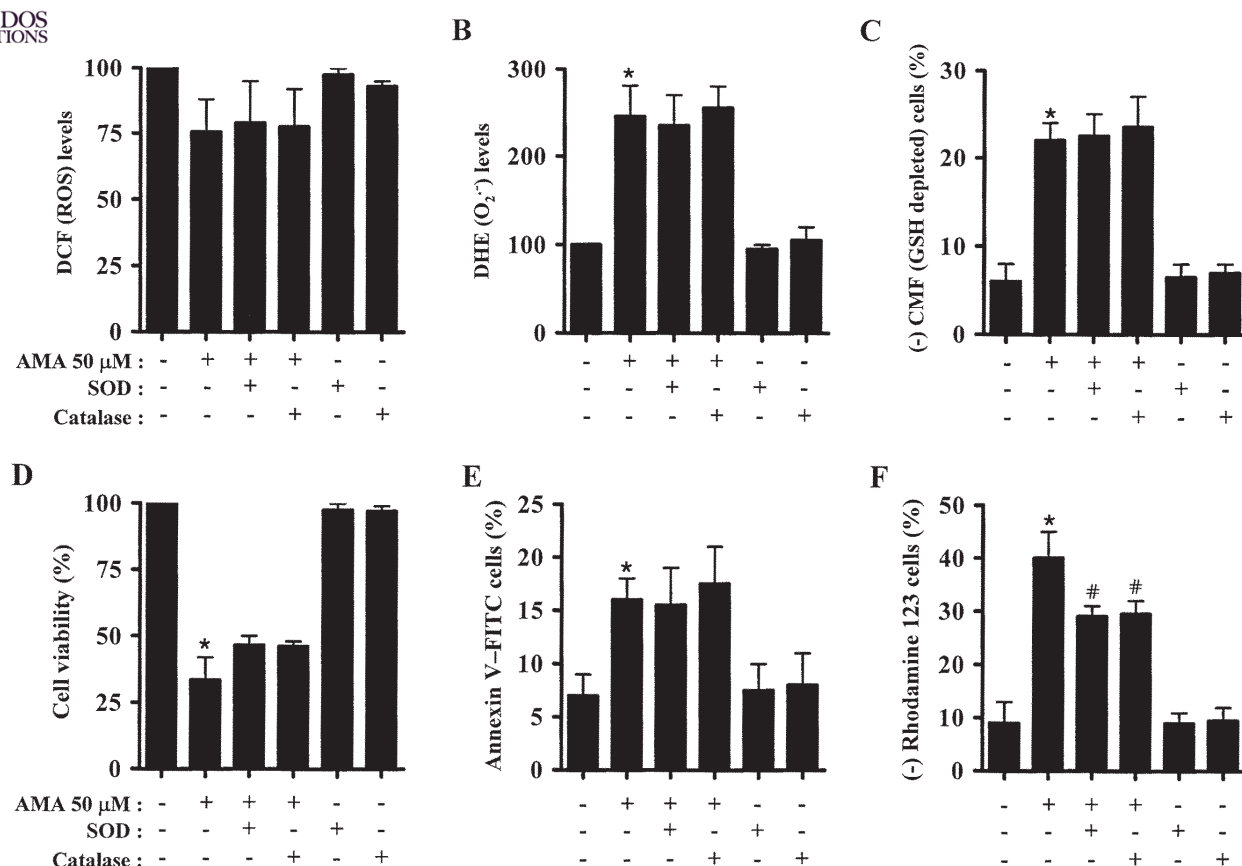 DOS
TIONS
B
C
100
75
50
25
0
DCF (ROS) levels
300
200
100
0
DHE (O₂·⁻) levels
*
30
20
10
0
(-) CMF (GSH depleted) cells (%)
*
AMA 50 μM : - + + + - -
SOD : - - + - + -
Catalase : - - - + - +
- + + + - -
- - + - + -
- - - + - +
- + + + - -
- - + - + -
- - - + - +
D
E
F
100
75
50
25
0
Cell viability (%)
*
25
20
15
10
5
0
Annexin V–FITC cells (%)
*
50
40
30
20
10
0
(-) Rhodamine 123 cells (%)
*
#
#
AMA 50 μM : - + + + - -
SOD : - - + - + -
Catalase : - - - + - +
- + + + - -
- - + - + -
- - - + - +
- + + + - -
- - + - + -
- - - + - +